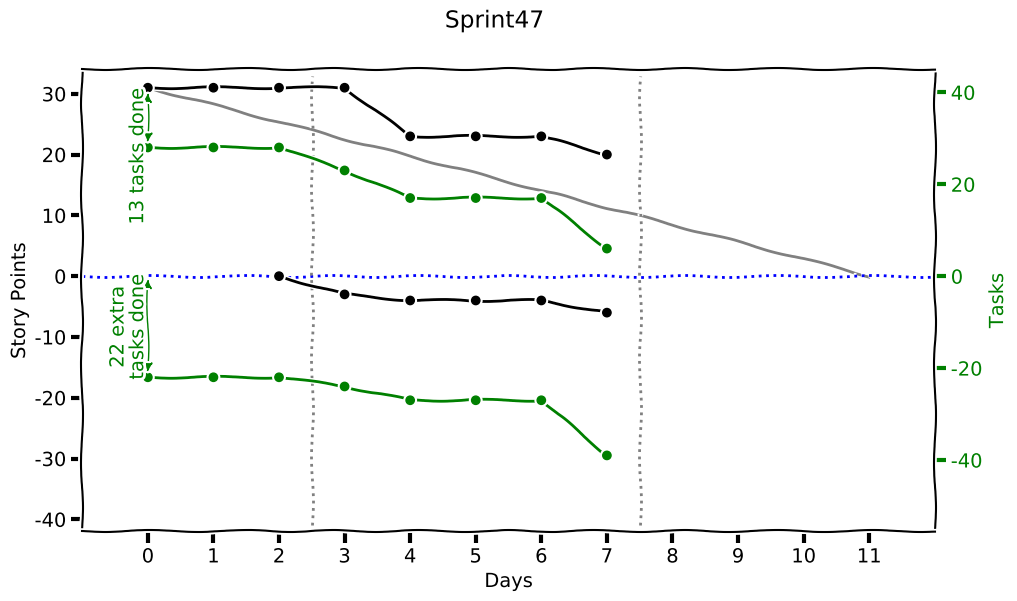 Sprint47
30
20
10
0
-10
-20
-30
-40
Story Points
13 tasks done
22 extra
tasks done
40
20
0
-20
-40
Tasks
0 1 2 3 4 5 6 7 8 9 10 11
Days